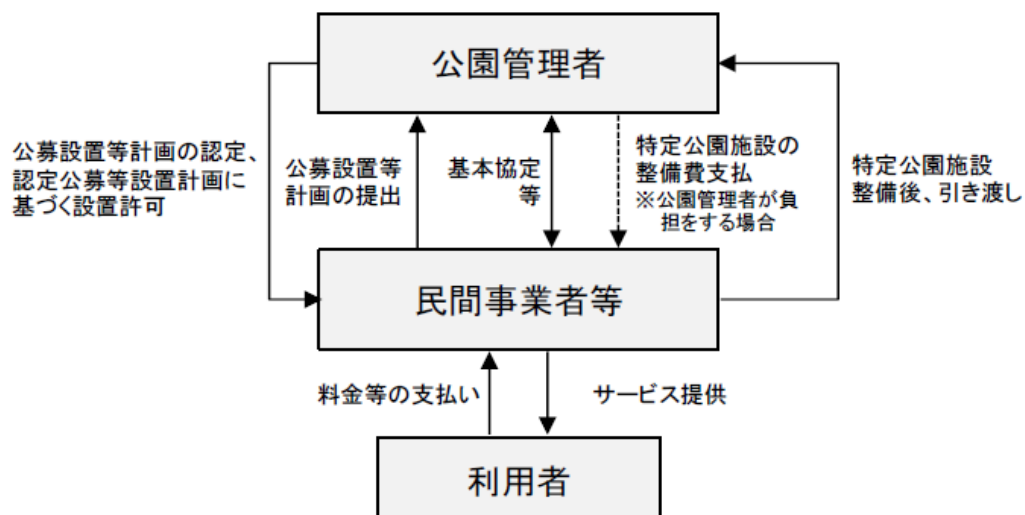 公園管理者
公募設置等計画の認定、
認定公募等設置計画に
基づく設置許可
公募設置等
計画の提出
基本協定
等
特定公園施設の
整備費支払
※公園管理者が負
担をする場合
特定公園施設
整備後、引き渡し
民間事業者等
料金等の支払い
サービス提供
利用者